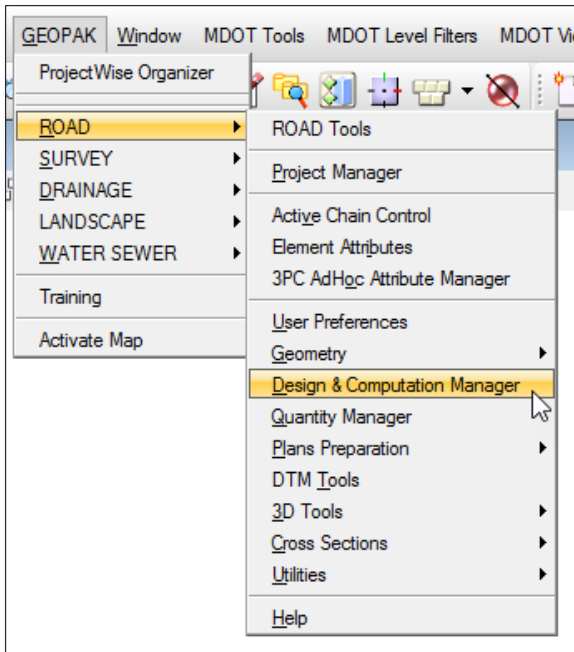 GEOPAK Window MDOT Tools MDOT Level Filters MDOT Vi
ProjectWise Organizer
ROAD
SURVEY
DRAINAGE
LANDSCAPE
WATER SEWER
Training
Activate Map
ROAD Tools
Project Manager
Active Chain Control
Element Attributes
3PC AdHoc Attribute Manager
User Preferences
Geometry
Design & Computation Manager
Quantity Manager
Plans Preparation
DTM Tools
3D Tools
Cross Sections
Utilities
Help